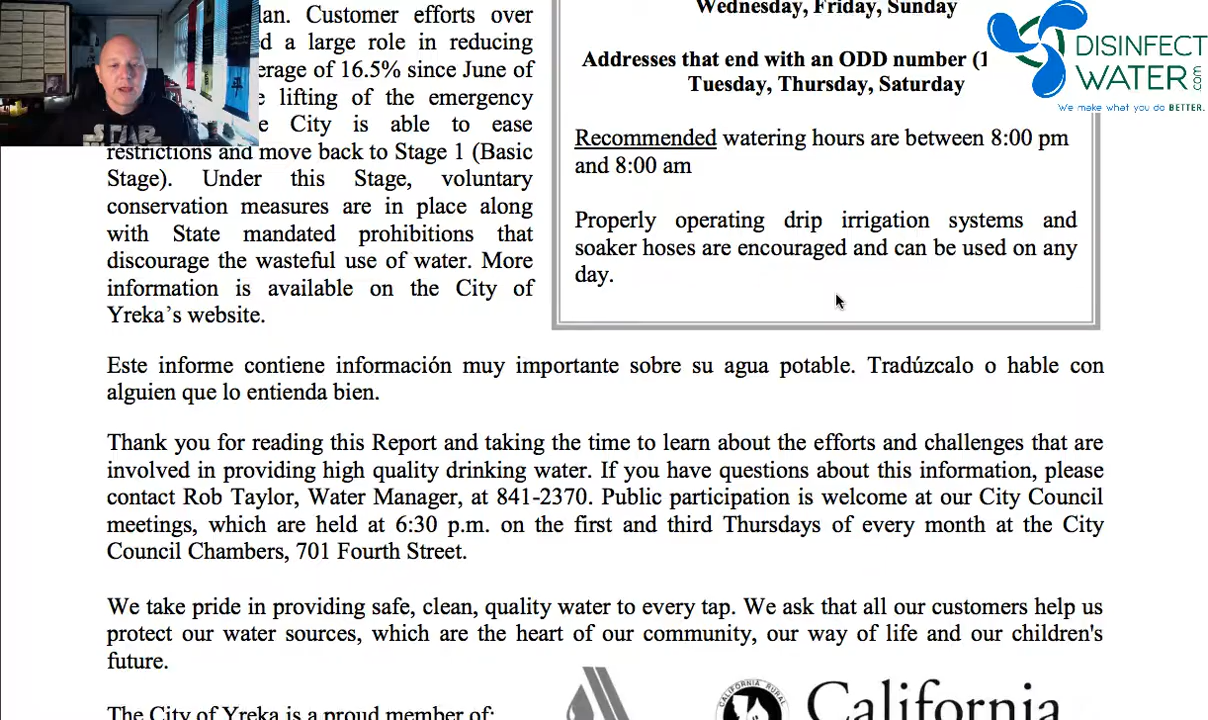 lan. Customer efforts over
d a large role in reducing
erage of 16.5% since June of
e lifting of the emergency
e City is able to ease
restrictions and move back to Stage 1 (Basic
Stage). Under this Stage, voluntary
conservation measures are in place along
with State mandated prohibitions that
discourage the wasteful use of water. More
information is available on the City of
Yreka's website.
Wednesday, Friday, Sunday
Addresses that end with an ODD number (1
Tuesday, Thursday, Saturday
Recommended watering hours are between 8:00 pm
and 8:00 am
Properly operating drip irrigation systems and
soaker hoses are encouraged and can be used on any
day.
DISINFECT
WATER.com
We make what you do BETTER.
STAR
Este informe contiene información muy importante sobre su agua potable. Tradúzcalo o hable con
alguien que lo entienda bien.
Thank you for reading this Report and taking the time to learn about the efforts and challenges that are
involved in providing high quality drinking water. If you have questions about this information, please
contact Rob Taylor, Water Manager, at 841-2370. Public participation is welcome at our City Council
meetings, which are held at 6:30 p.m. on the first and third Thursdays of every month at the City
Council Chambers, 701 Fourth Street.
We take pride in providing safe, clean, quality water to every tap. We ask that all our customers help us
protect our water sources, which are the heart of our community, our way of life and our children's
future.
The City of Yreka is a proud member of:
CALIFORNIA RURAL
California